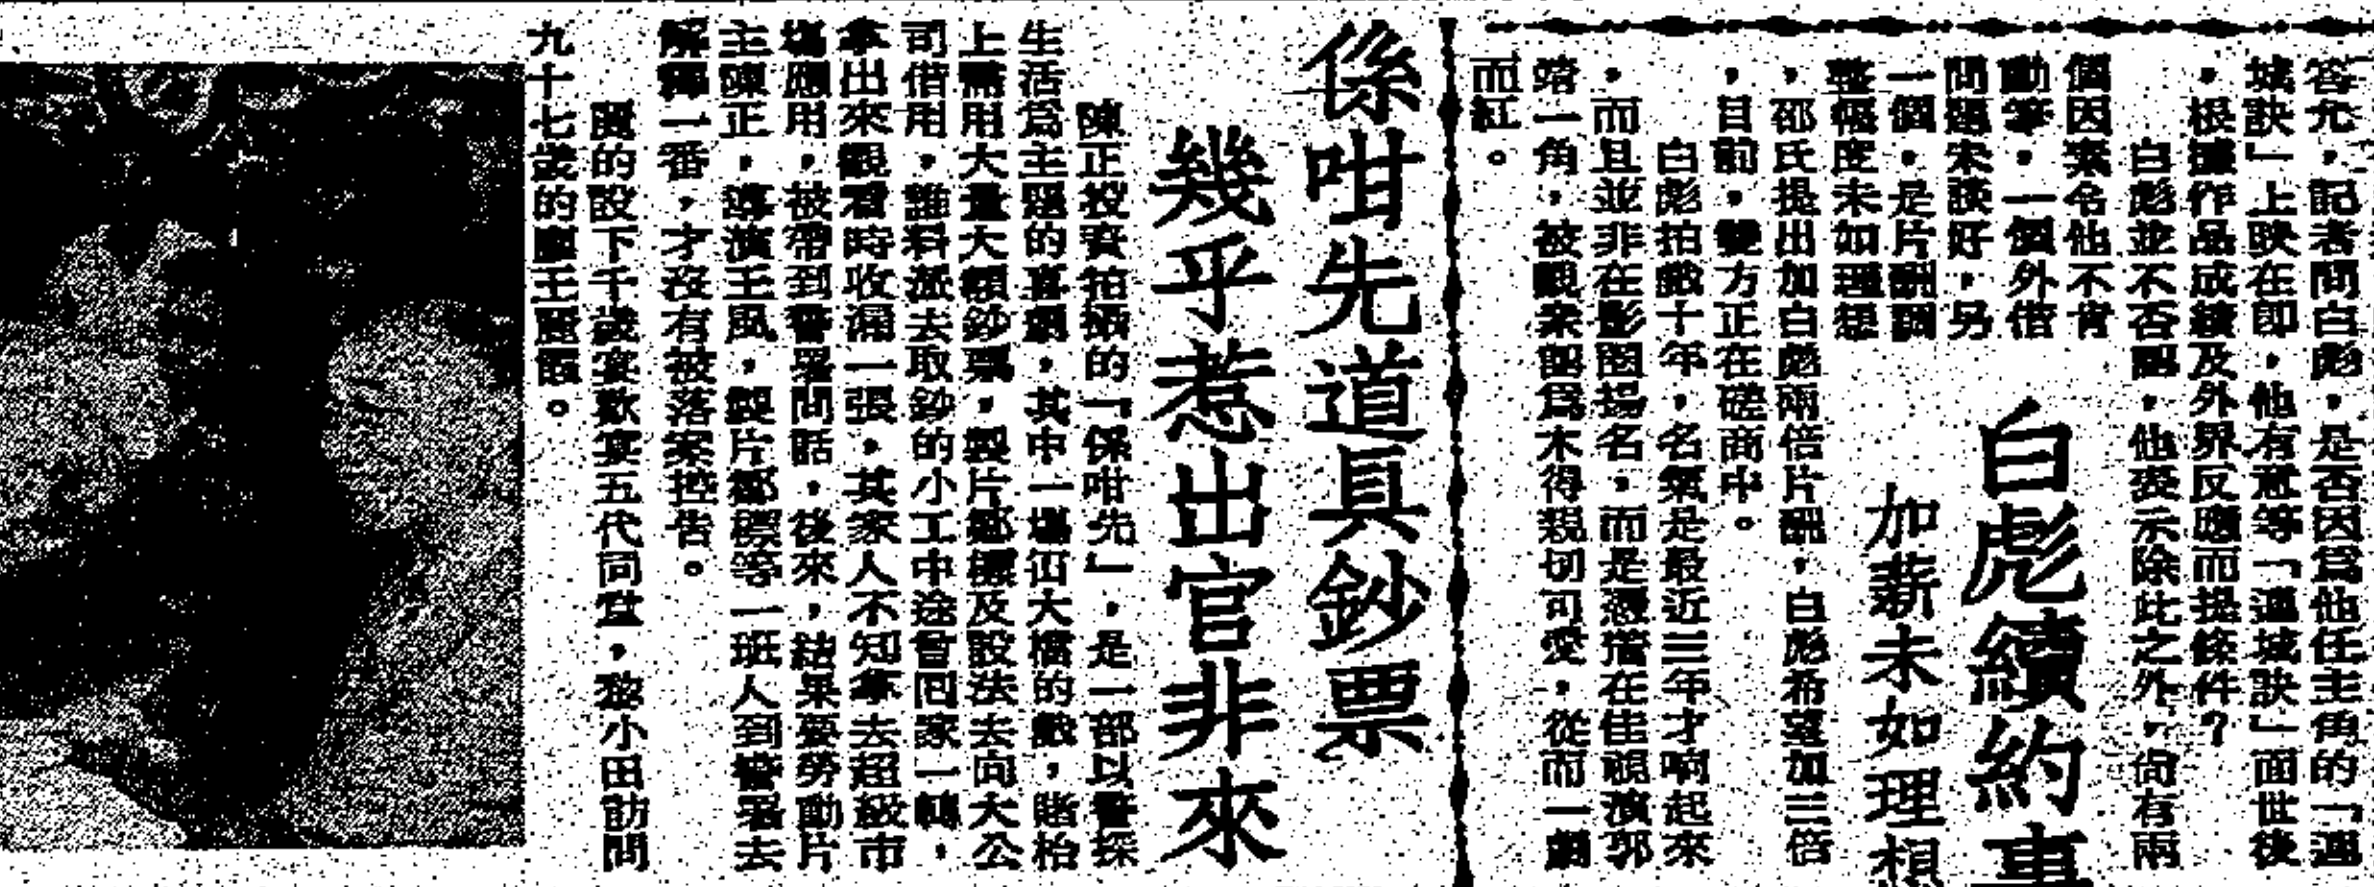 答允，記者問白彪，是否因為他任主角的「連
城訣」上映在即，他有意等「連城訣」面世後
，根據作品成績及外界反應而提條件？
白彪並不否認，他表示除此之外，尚有兩
個因素令他不肯
動筆，一個外借
問題未談好，另
一個，是片酬調
整幅度未如理想
白彪續約事
加薪未如理想
，邵氏提出加白彪兩倍片酬，白彪希望加三倍
，目前，雙方正在磋商中。
白彪拍戲十年，名氣是最近三年才响起來
，而且並非在影圈揚名，而是憑藉在佳視演郭
靖一角，被觀衆認爲木得親切可愛，從而一劇
而紅。
係咁先道具鈔票
幾乎惹出官非來
陳正投資拍攝的「係咁先」，是一部以警探
生活爲主題的喜劇，其中一場面大檔的戲，賭枱
上需用大量大額鈔票，製片鄧標及設法去向大公
司借用，誰料派去取鈔的小工中途會囘家一轉，
拿出來觀看時收漏一張，其家人不知拿去超級市
場應用，被帶到警署問話，後來，結果要勞動片
主陳正，導演王風，製片鄧標等一班人到警署去
解釋一番，才沒有被落案控告。
廈的設下千歲宴歡宴五代同堂，發小田訪問
九十七歲的廖王麗霞。